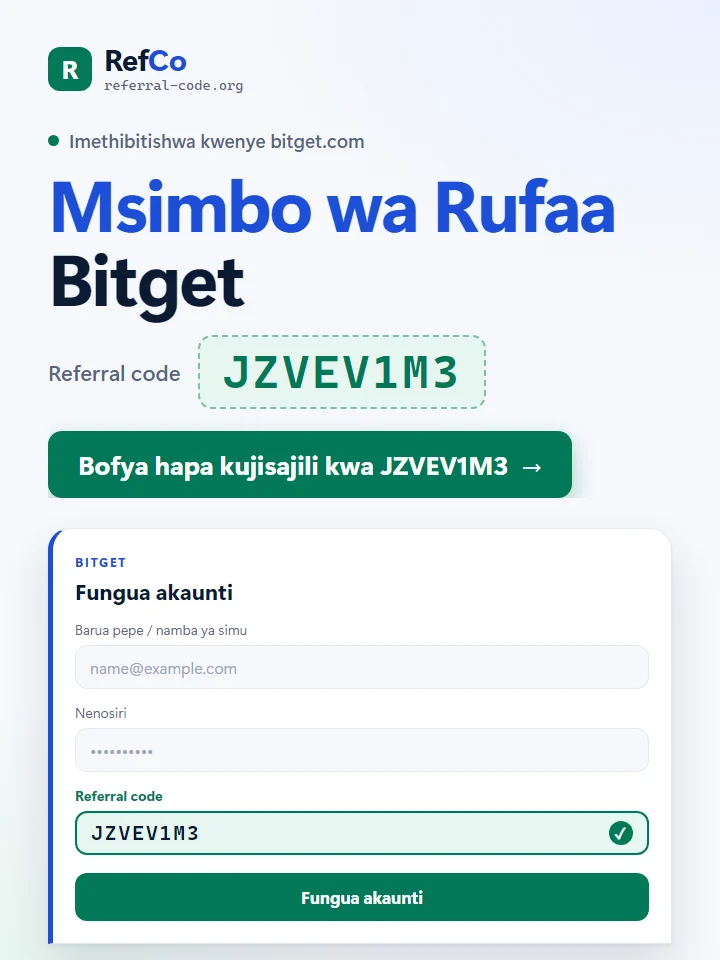 R
RefCo
referral-code.org
Imethibitishwa kwenye bitget.com
Msimbo wa Rufaa
Bitget
Referral code
JZVEV1M3
Bofya hapa kujisajili kwa JZVEV1M3 →
BITGET
Fungua akaunti
Barua pepe / namba ya simu
name@example.com
Nenosiri
••••••••••
Referral code
JZVEV1M3
Fungua akaunti